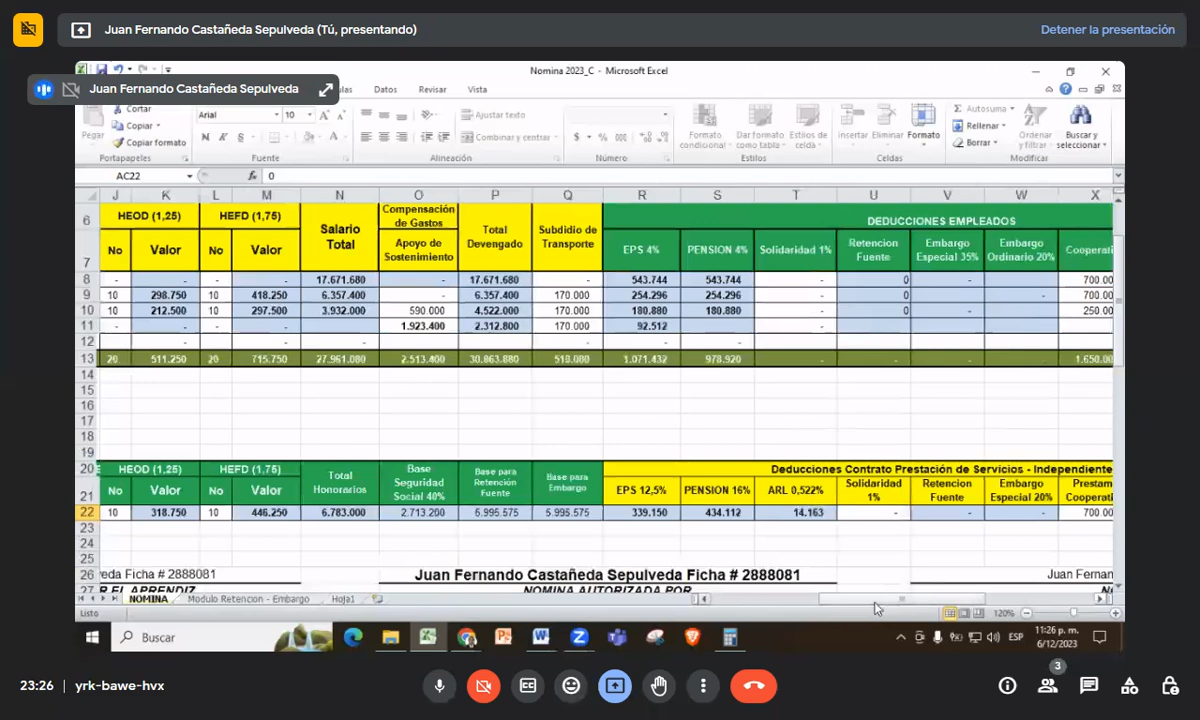 Juan Fernando Castañeda Sepulveda (Tú, presentando)
Detener la presentación
Nomina 2023_C - Microsoft Excel
Juan Fernando Castañeda Sepulveda
Datos Revisar Vista
Cortar
Copiar
Copiar formato
Pegar
Portapapeles
Arial 10
N K S
Fuente
Ajustar texto
Combinar y centrar
Alineación
$ % 000
Número
Formato condicional
Dar formato como tabla
Estilos de celda
Estilos
Insertar Eliminar Formato
Celdas
Autosuma
Rellenar
Borrar
Ordenar y filtrar
Buscar y seleccionar
Modificar
AC22 fx 0
J K L M N O P Q R S T U V W X
6 HEOD (1,25) HEFD (1,75) Salario Total Compensación de Gastos Total Devengado Subdidio de Transporte DEDUCCIONES EMPLEADOS
7 No Valor No Valor Apoyo de Sostenimiento EPS 4% PENSION 4% Solidaridad 1% Retencion Fuente Embargo Especial 35% Embargo Ordinario 20% Cooperati
8 - - - - 17.671.680 - 17.671.680 - 543.744 543.744 - 0 - 700.00
9 10 298.750 10 418.250 6.357.400 - 6.357.400 170.000 254.296 254.296 - 0 - 700.00
10 10 212.500 10 297.500 3.932.000 590.000 4.522.000 170.000 180.880 180.880 - 0 - 250.00
11 - - - - 1.923.400 2.312.800 170.000 92.512 -
12 - - - - - - - - -
13 20 511.250 20 715.750 27.961.080 2.513.400 30.863.880 510.000 1.071.432 978.920 - - - - 1.650.00
14
15
16
17
18
19
20 HEOD (1,25) HEFD (1,75) Total Honorarios Base Seguridad Social 40% Base para Retención Fuente Base para Embargo Deducciones Contrato Prestación de Servicios - Independiente
21 No Valor No Valor EPS 12,5% PENSION 16% ARL 0,522% Solidaridad 1% Retencion Fuente Embargo Especial 20% Prestam Cooperat
22 10 318.750 10 446.250 6.783.000 2.713.200 6.995.575 5.995.575 339.150 434.112 14.163 - - - 700.00
23
24
25
26 veda Ficha # 2888081 Juan Fernando Castañeda Sepulveda Ficha # 2888081 Juan Fernan
27 R EL APRENDIZ NOMINA AUTORIZADA POR
NOMINA Modulo Retencion - Embargo Hoja1
Listo 120%
Buscar
ESP
11:26 p. m.
6/12/2023
3
23:26 | yrk-bawe-hvx